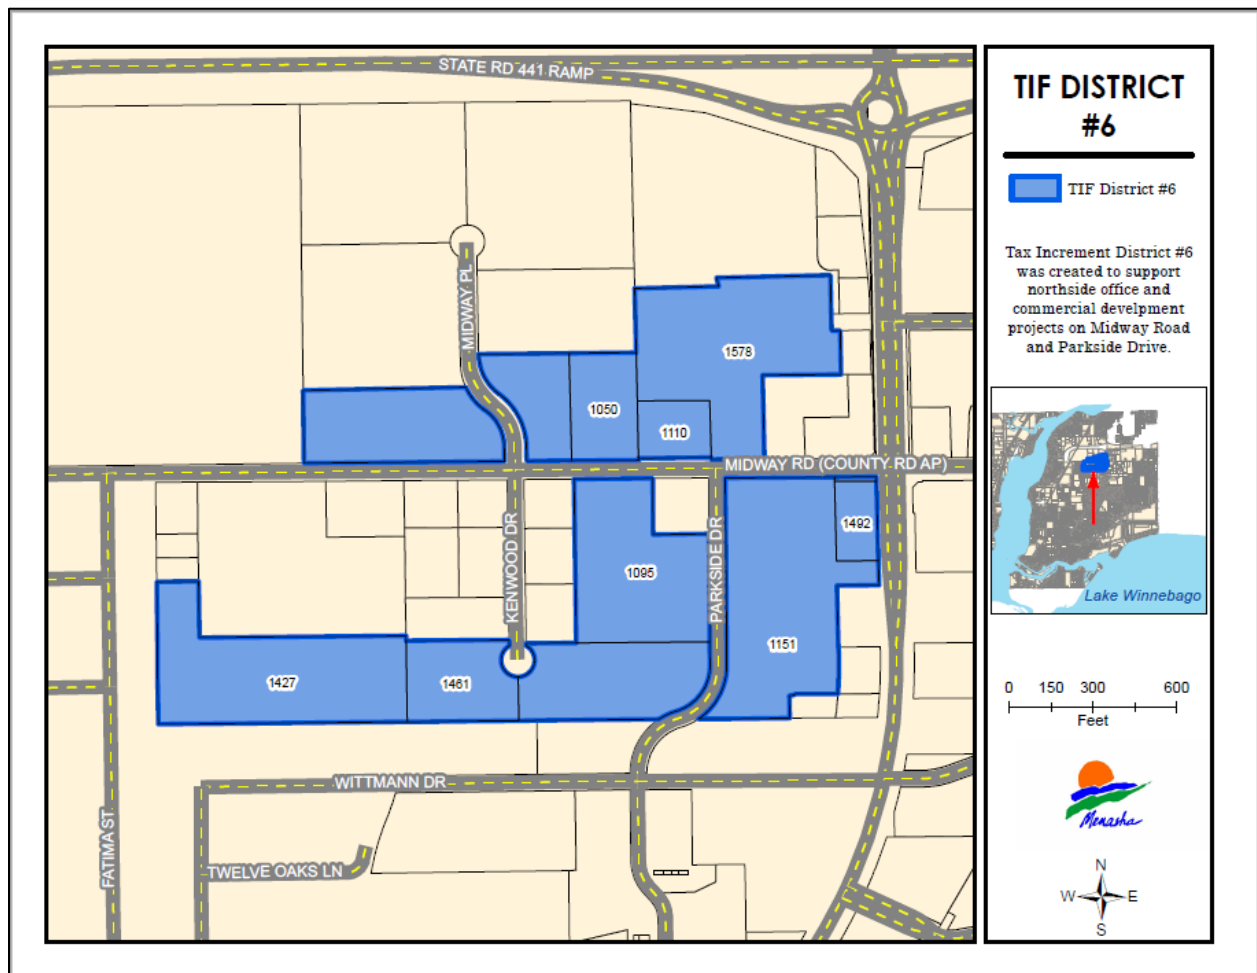 STATE RD 441 RAMP
MIDWAY PL
1578
1050
1110
MIDWAY RD (COUNTY RD AP)
KENWOOD DR
PARKSIDE DR
1492
1095
1151
1427
1461
WITTMANN DR
FATIMA ST
TWELVE OAKS LN
TIF DISTRICT
#6
TIF District #6
Tax Increment District #6
was created to support
northside office and
commercial develpment
projects on Midway Road
and Parkside Drive.
Lake Winnebago
0 150 300 600
Feet
Menasha
N
W E
S